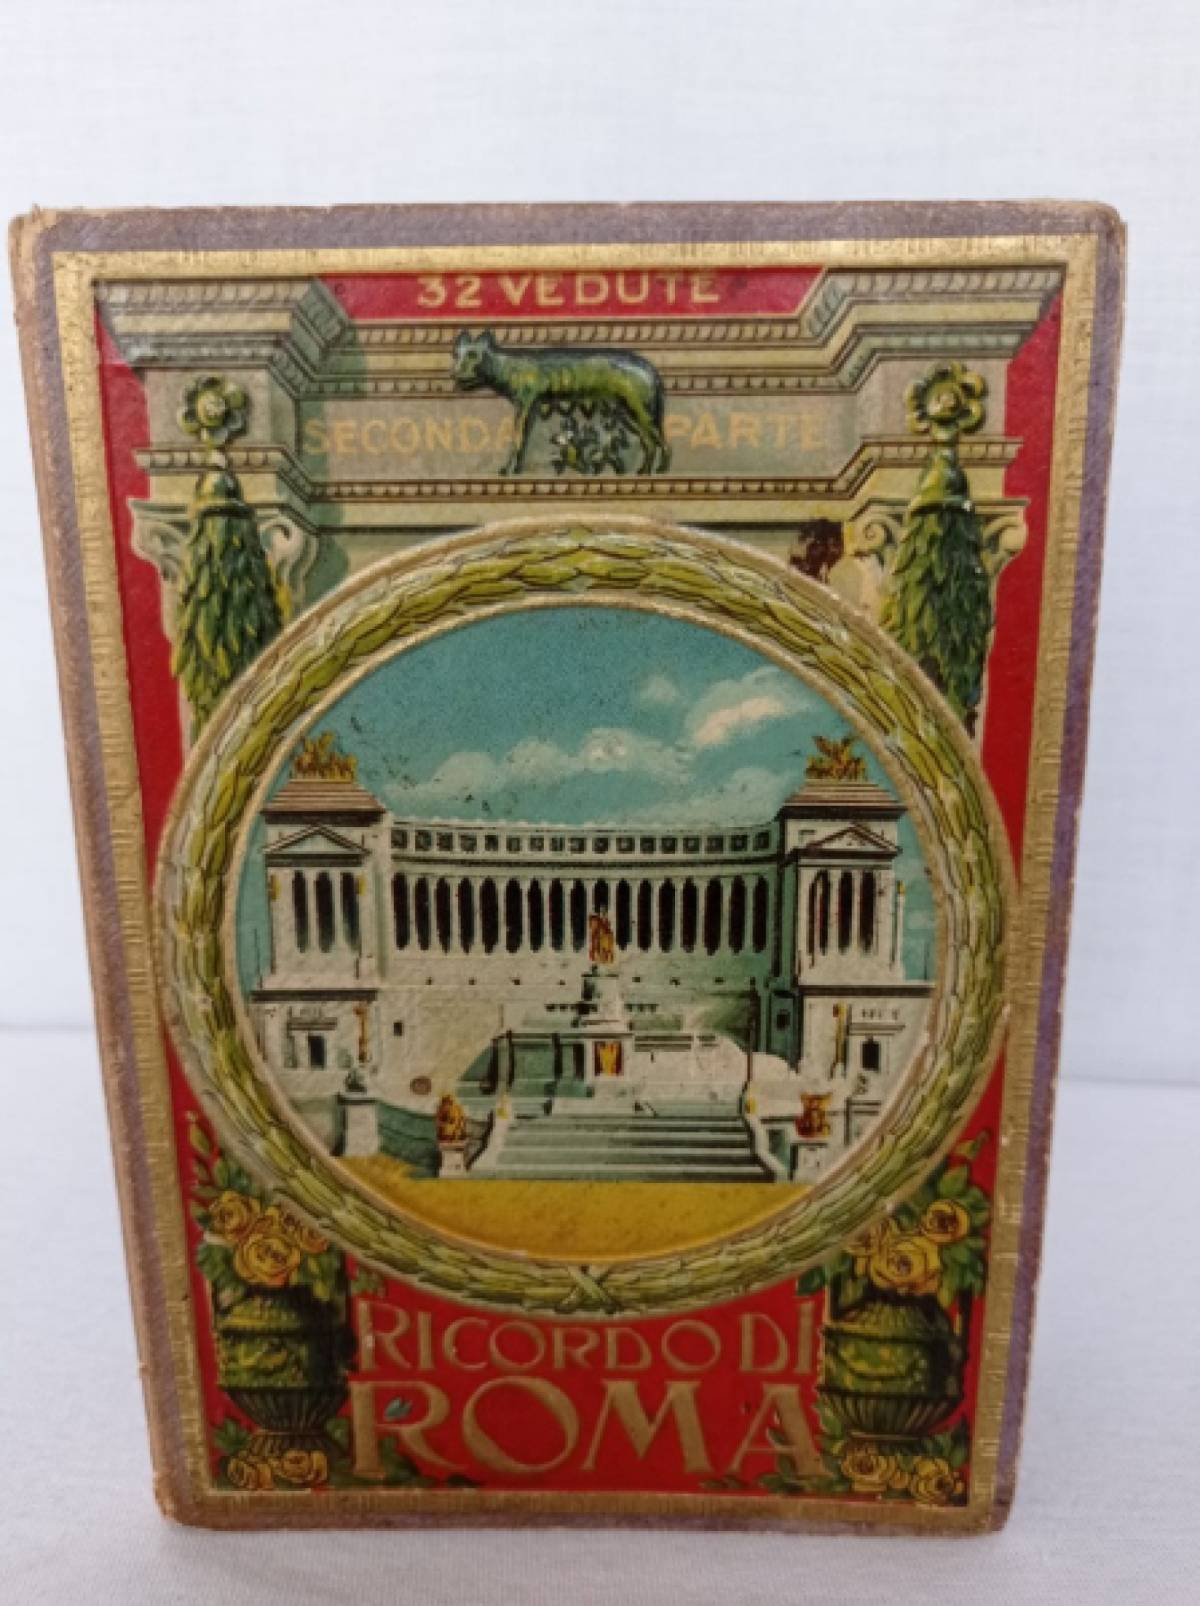 32 VEDUTE
SECONDA PARTE
RICORDO DI
ROMA